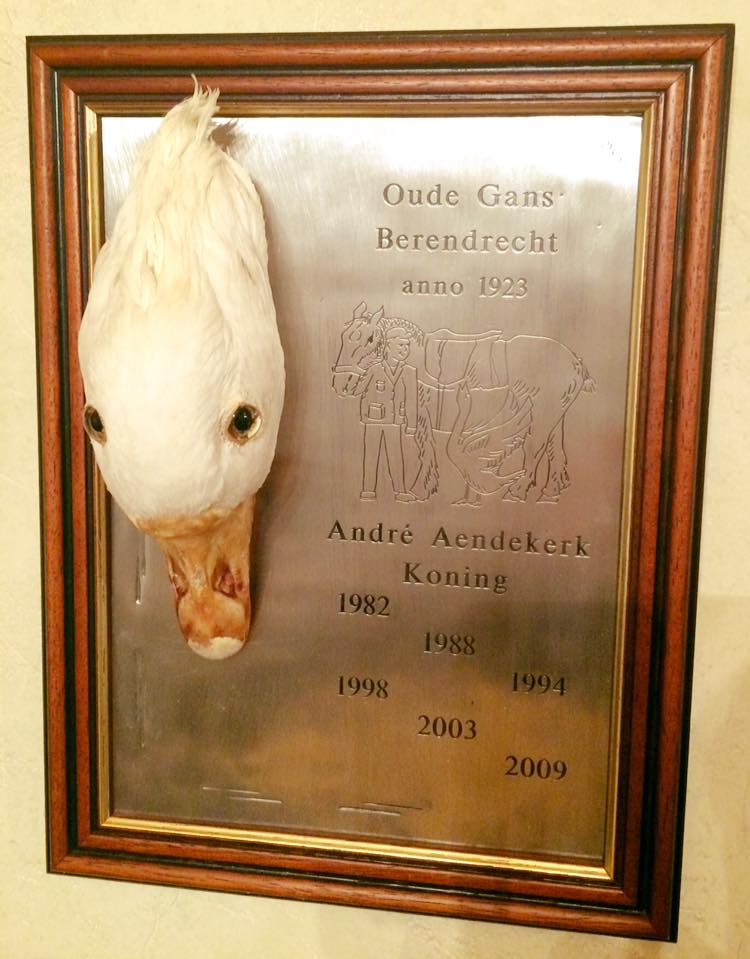 Oude Gans
Berendrecht
anno 1923
André Aendekerk
Koning
1982
1988
1998 1994
2003
2009